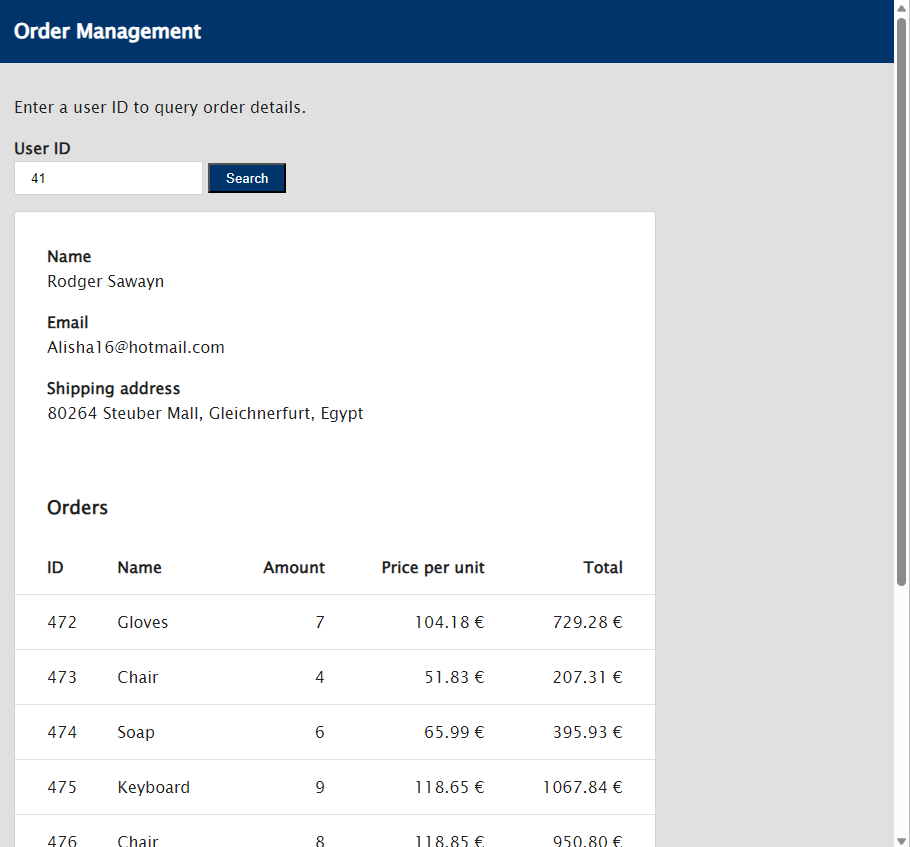 Order Management
Enter a user ID to query order details.
User ID
41 Search
Name
Rodger Sawayn
Email
Alisha16@hotmail.com
Shipping address
80264 Steuber Mall, Gleichnerfurt, Egypt
Orders
ID Name Amount Price per unit Total
472 Gloves 7 104.18 € 729.28 €
473 Chair 4 51.83 € 207.31 €
474 Soap 6 65.99 € 395.93 €
475 Keyboard 9 118.65 € 1067.84 €
476 Chair 8 118.85 € 950.80 €